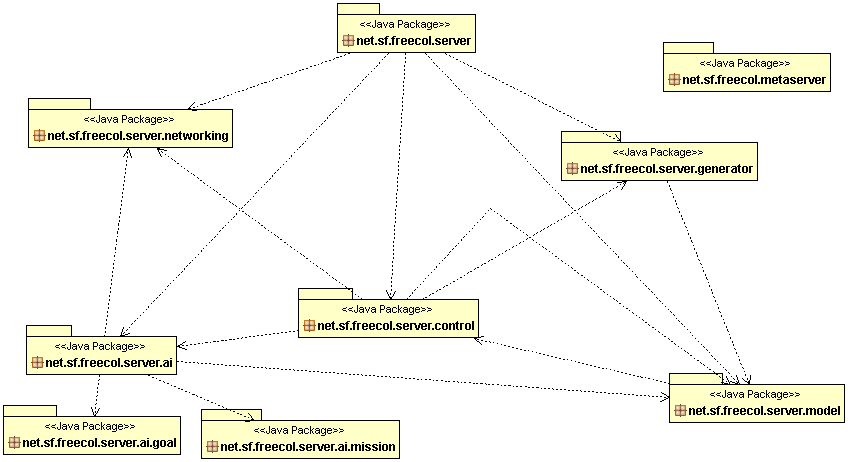 <<Java Package>>
net.sf.freecol.server
<<Java Package>>
net.sf.freecol.metaserver
<<Java Package>>
net.sf.freecol.server.networking
<<Java Package>>
net.sf.freecol.server.generator
<<Java Package>>
net.sf.freecol.server.control
<<Java Package>>
net.sf.freecol.server.ai
<<Java Package>>
net.sf.freecol.server.model
<<Java Package>>
net.sf.freecol.server.ai.goal
<<Java Package>>
net.sf.freecol.server.ai.mission